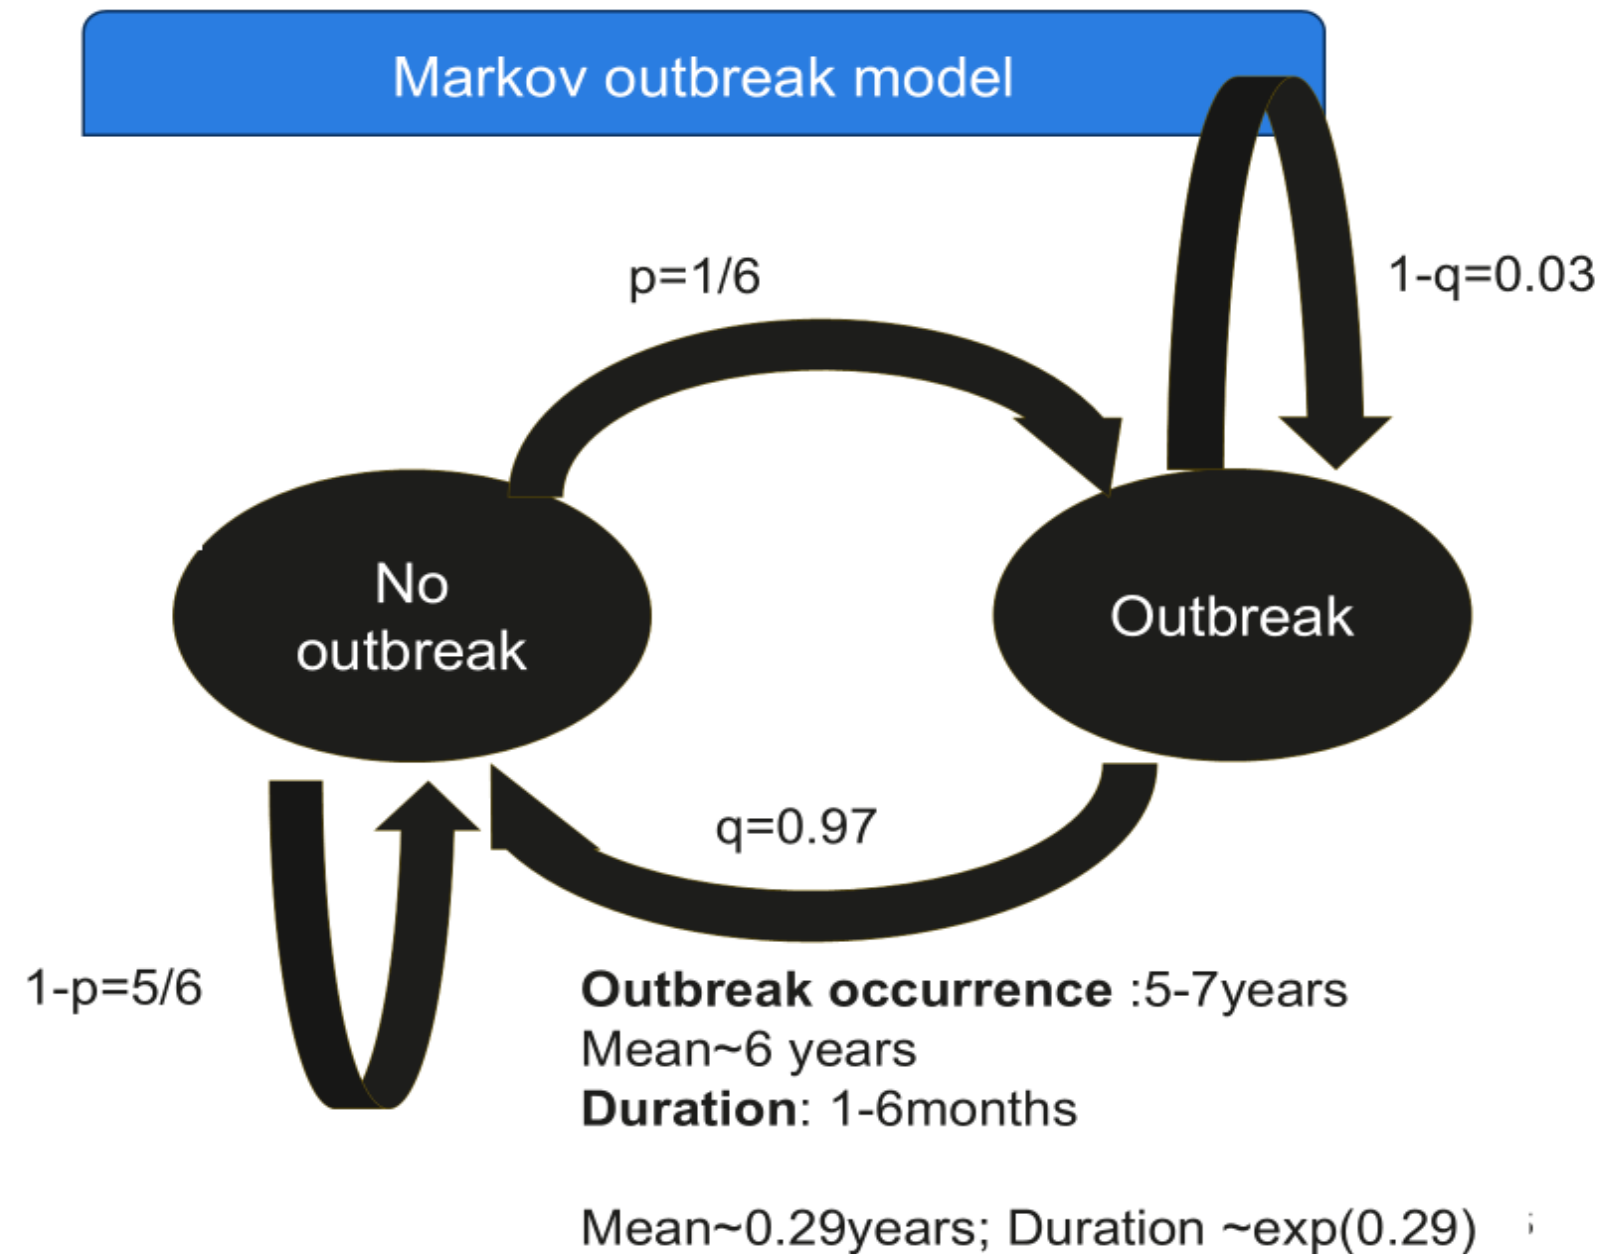 Markov outbreak model
p=1/6
1-q=0.03
No
outbreak
Outbreak
q=0.97
1-p=5/6
Outbreak occurrence :5-7years
Mean~6 years
Duration: 1-6months
Mean~0.29years; Duration ~exp(0.29)